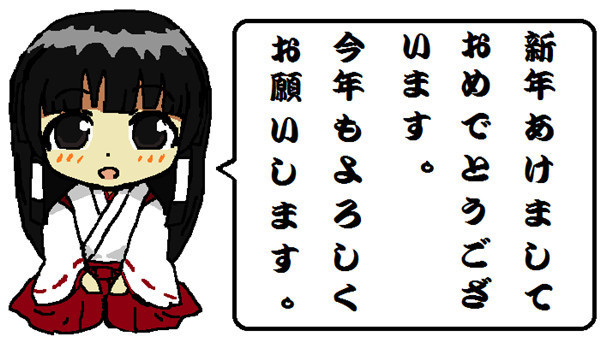 新年あけまして
おめでとうござ
います。
今年もよろしく
お願いします。